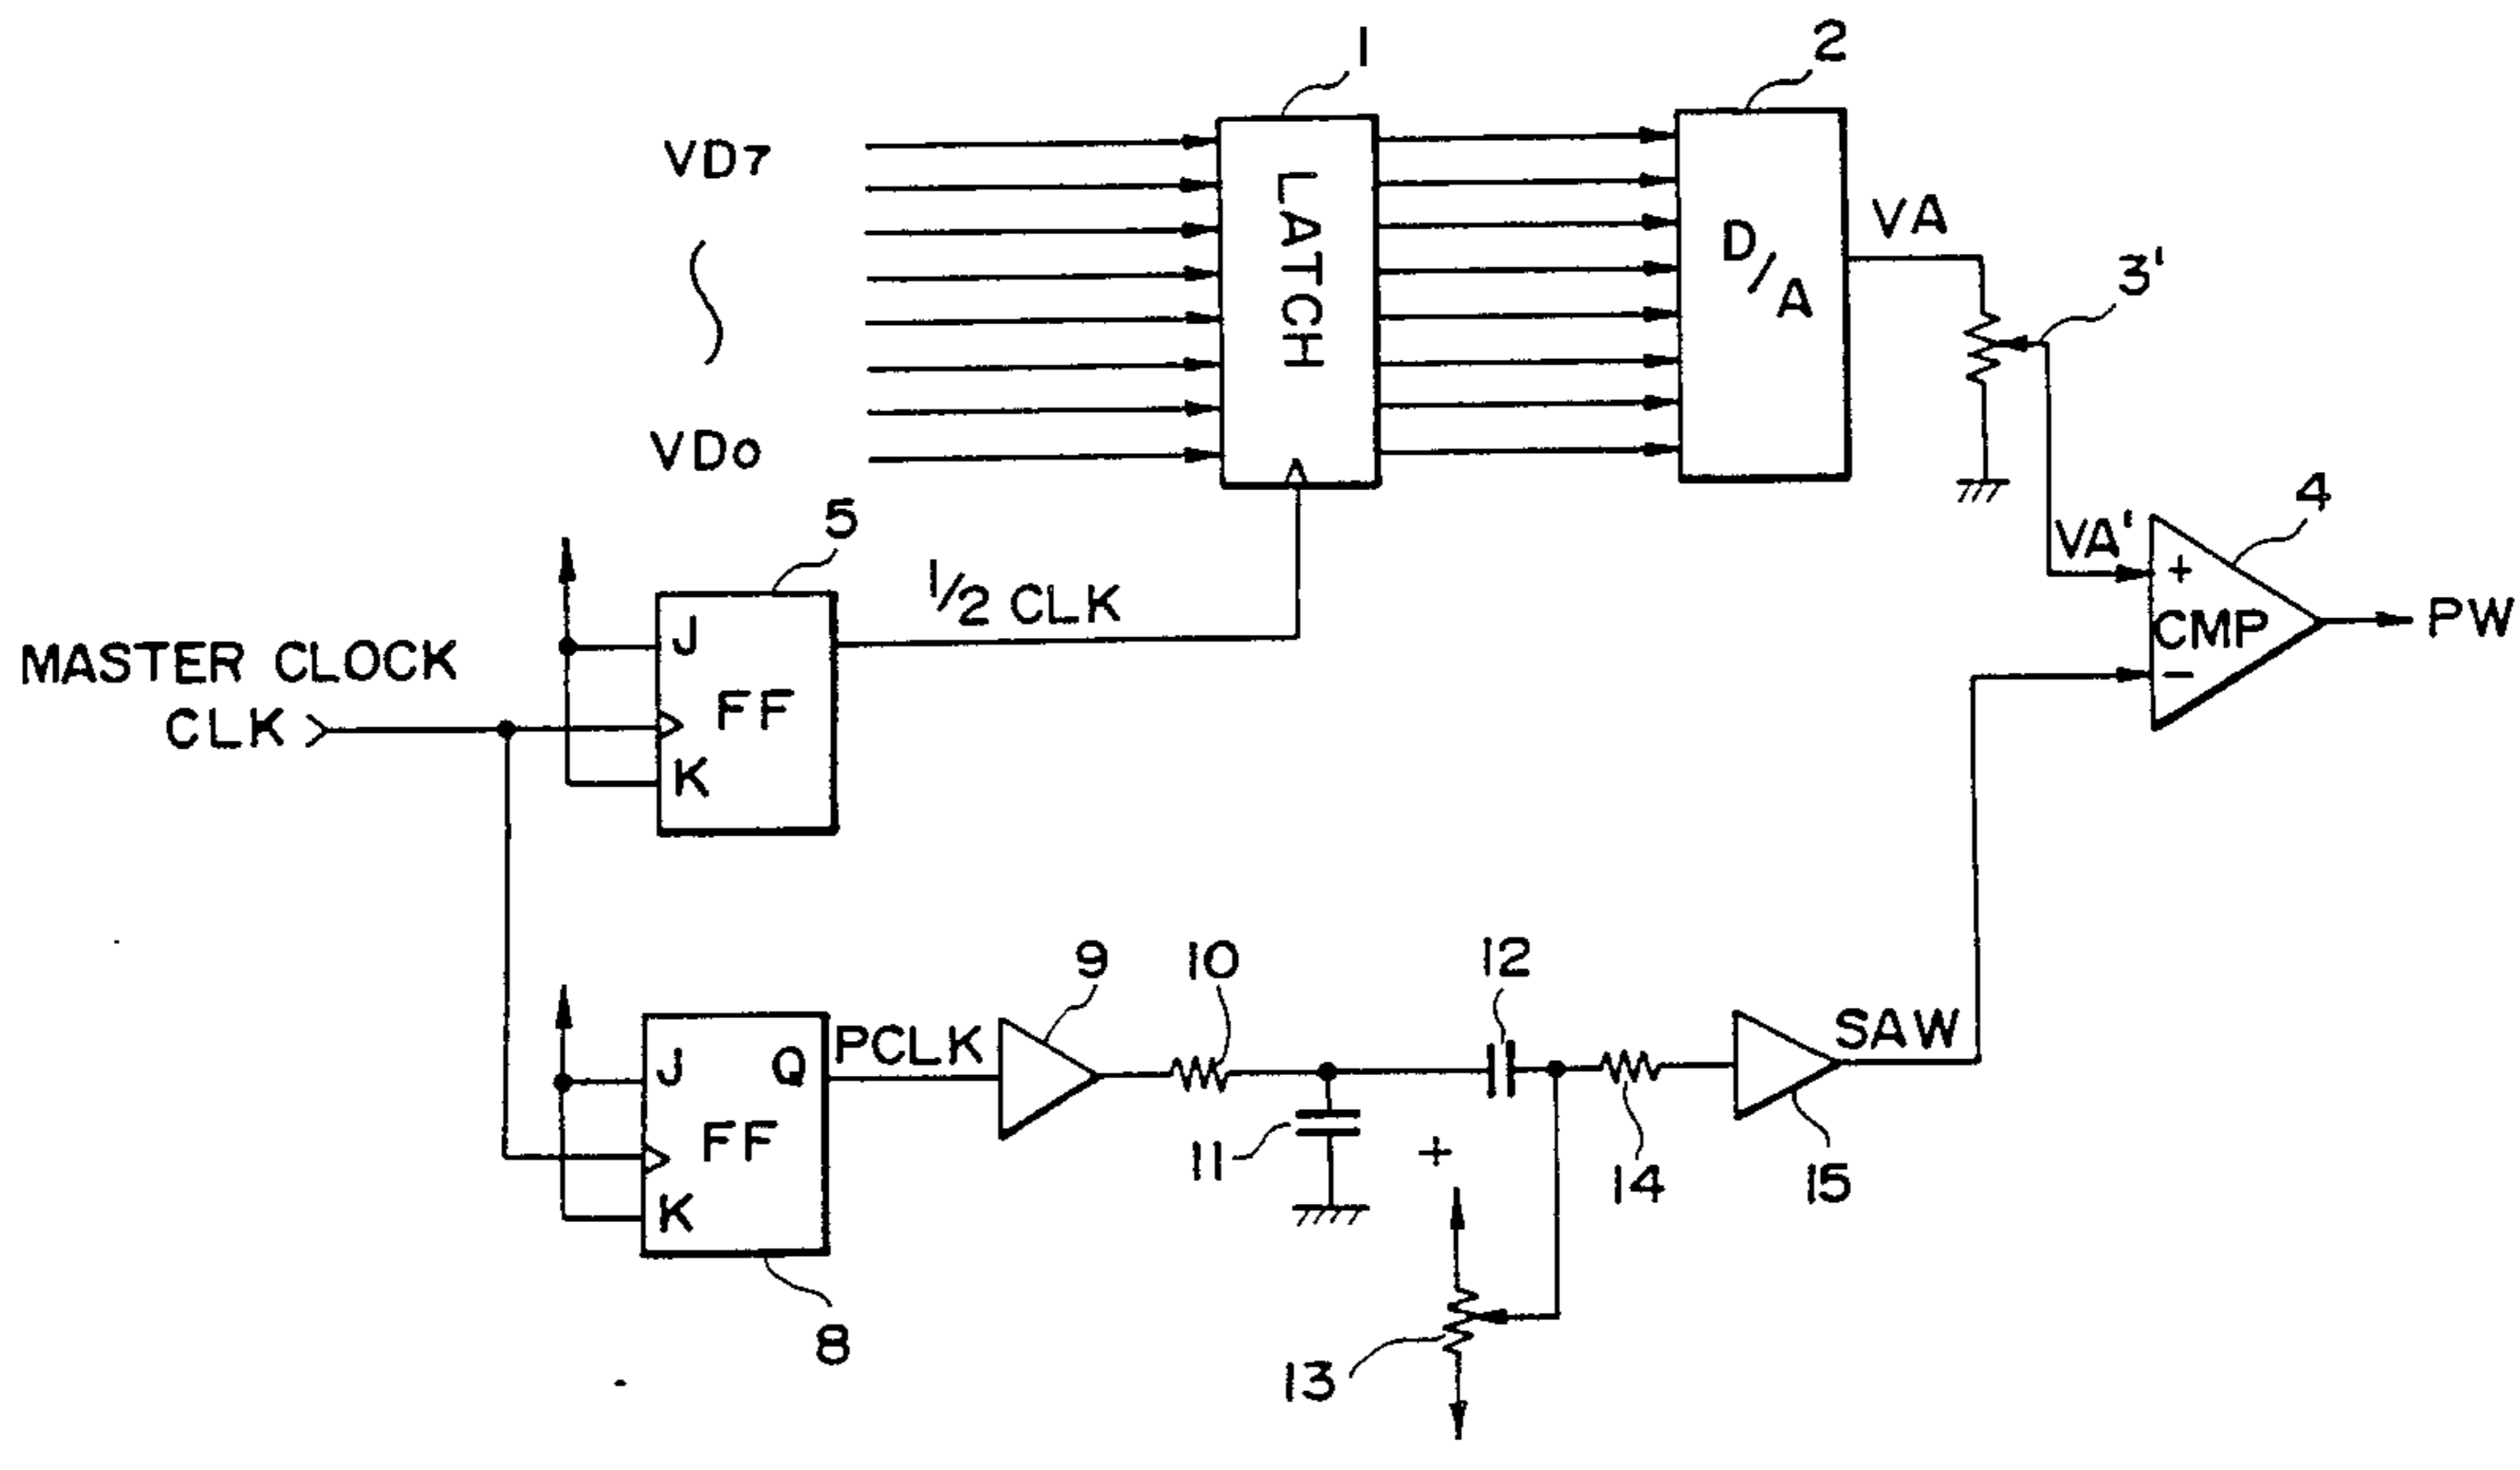 1
2
VD7
LATCH
D/A
VA
3'
VD0
5
4
VA'
+
1/2 CLK
CMP
PW
-
MASTER CLOCK
CLK
J
FF
K
9
10
12
PCLK
SAW
J
Q
FF
K
11
+
14
15
8
13